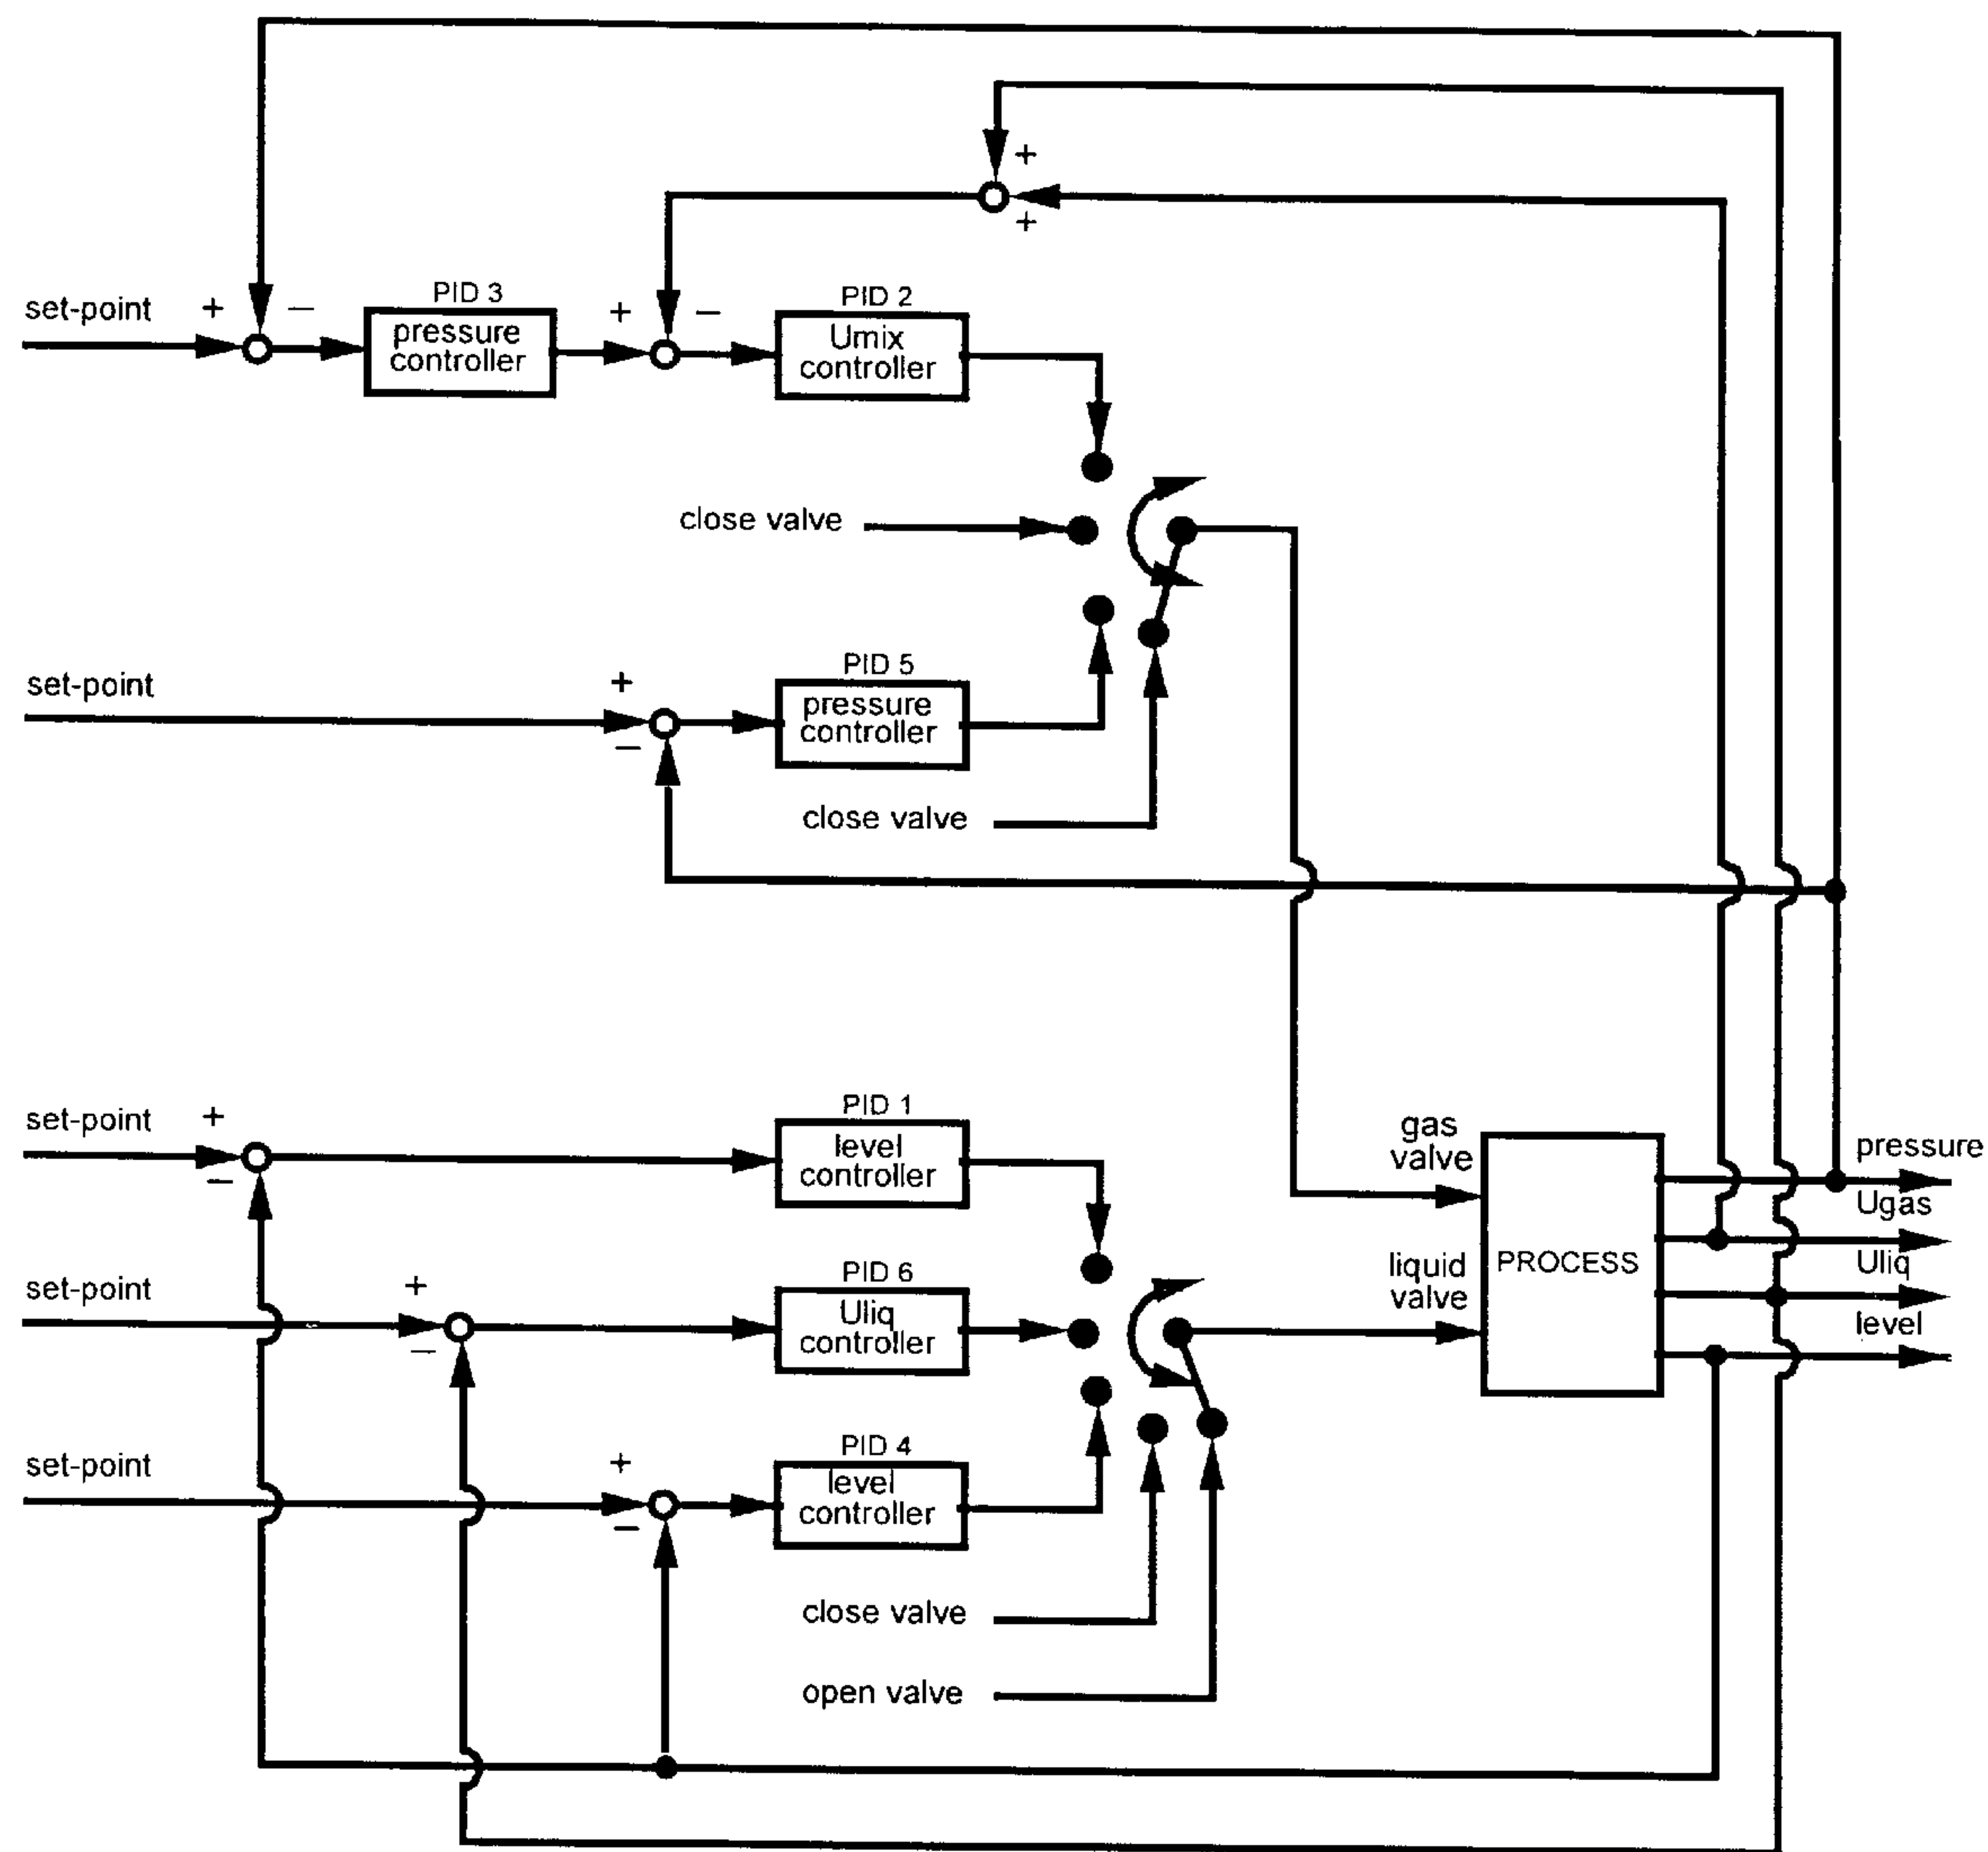 +
+
set-point
+
−
PID 3
pressure
controller
+
−
PID 2
Umix
controller
close valve
set-point
+
−
PID 5
pressure
controller
close valve
set-point
+
−
PID 1
level
controller
gas
valve
pressure
Ugas
Uliq
level
liquid
valve
PROCESS
set-point
+
−
PID 6
Uliq
controller
set-point
+
−
PID 4
level
controller
close valve
open valve